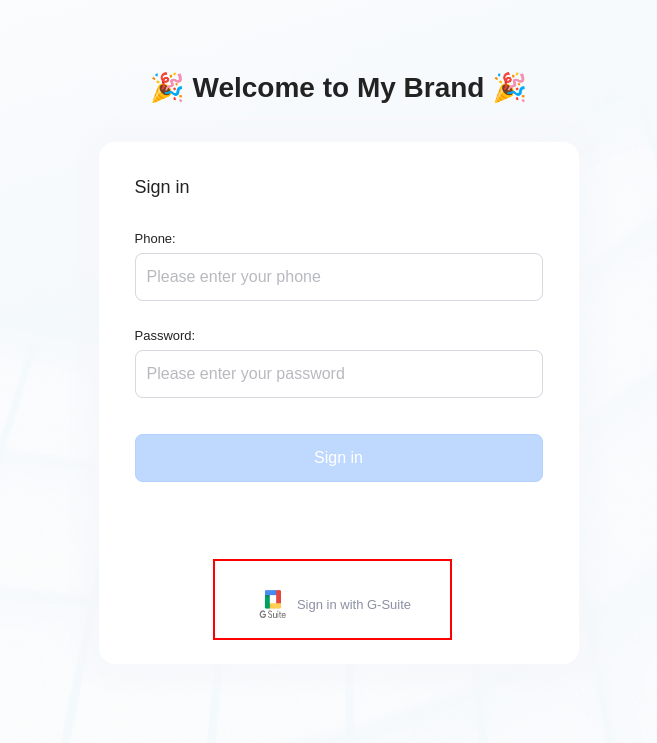 🎉 Welcome to My Brand 🎉
Sign in
Phone:
Please enter your phone
Password:
Please enter your password
Sign in
G Suite
Sign in with G-Suite